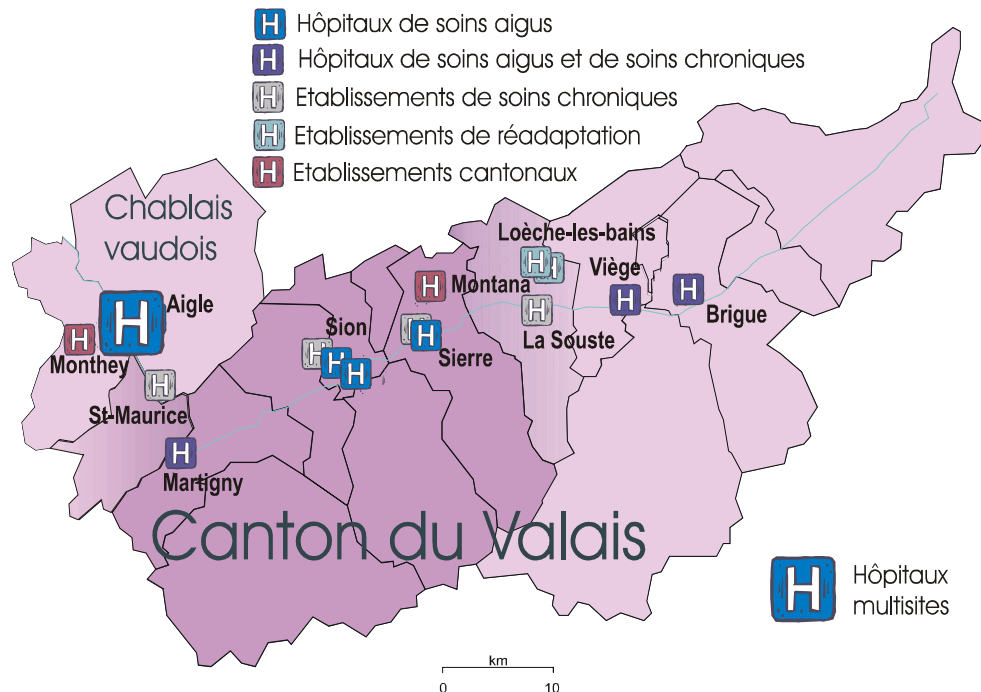 H Hôpitaux de soins aigus
H Hôpitaux de soins aigus et de soins chroniques
H Etablissements de soins chroniques
H Etablissements de réadaptation
H Etablissements cantonaux
Chablais
vaudois
Loèche-les-bains
H
H
Viège
H
Montana
H
H
Brigue
H
Aigle
H
La Souste
H
Sion
H
H
H
Sierre
H
H
Monthey
H
St-Maurice
H
Martigny
H
Canton du Valais
H Hôpitaux
multisites
km
0 10